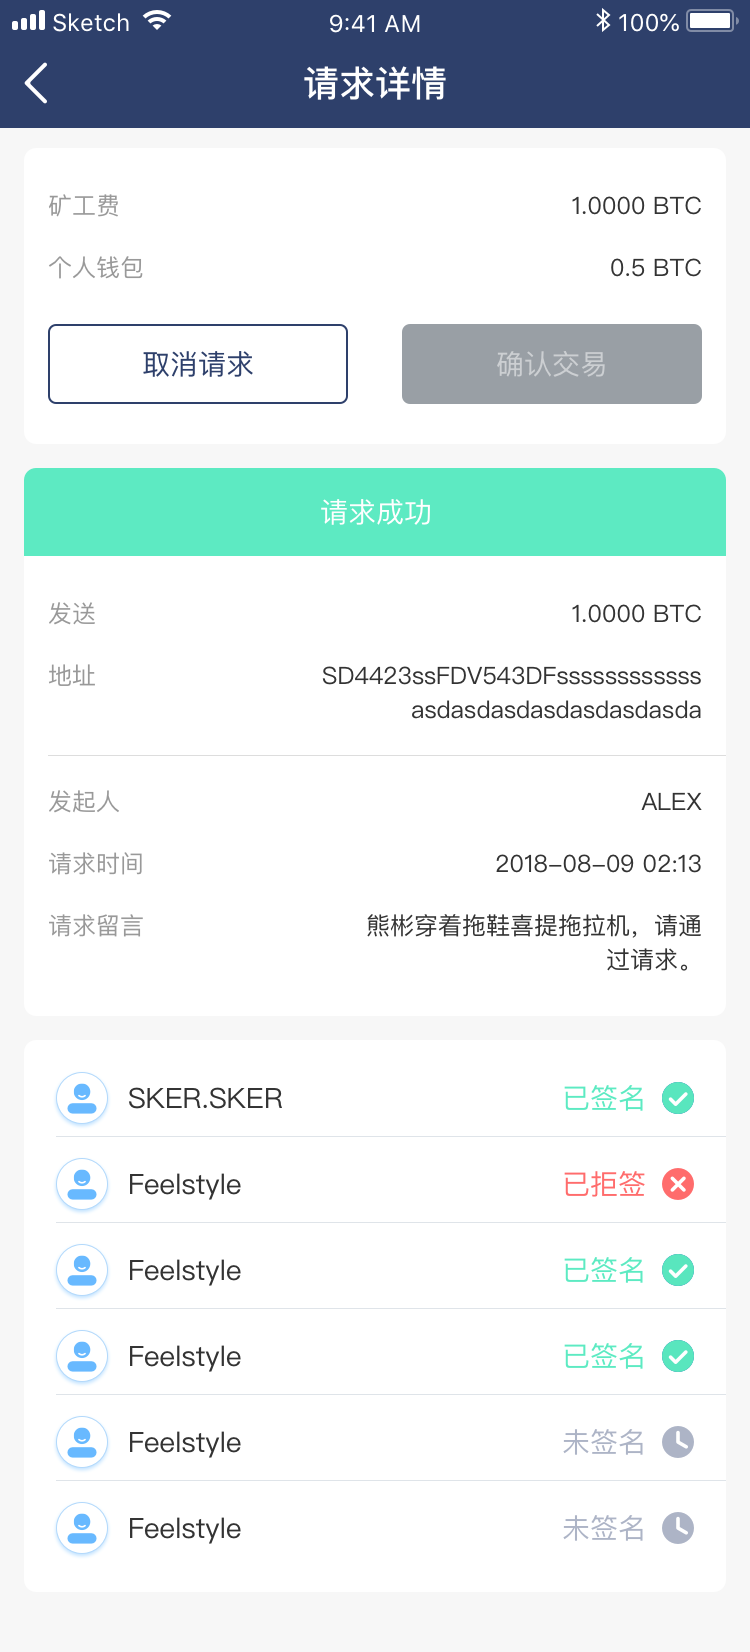 Sketch 9:41 AM 100%
请求详情
矿工费 1.0000 BTC
个人钱包 0.5 BTC
取消请求 确认交易
请求成功
发送 1.0000 BTC
地址 SD4423ssFDV543DFssssssssssss
asdasdasdasdasdasdasda
发起人 ALEX
请求时间 2018-08-09 02:13
请求留言 熊彬穿着拖鞋喜提拖拉机，请通
过请求。
SKER.SKER 已签名
Feelstyle 已拒签
Feelstyle 已签名
Feelstyle 已签名
Feelstyle 未签名
Feelstyle 未签名